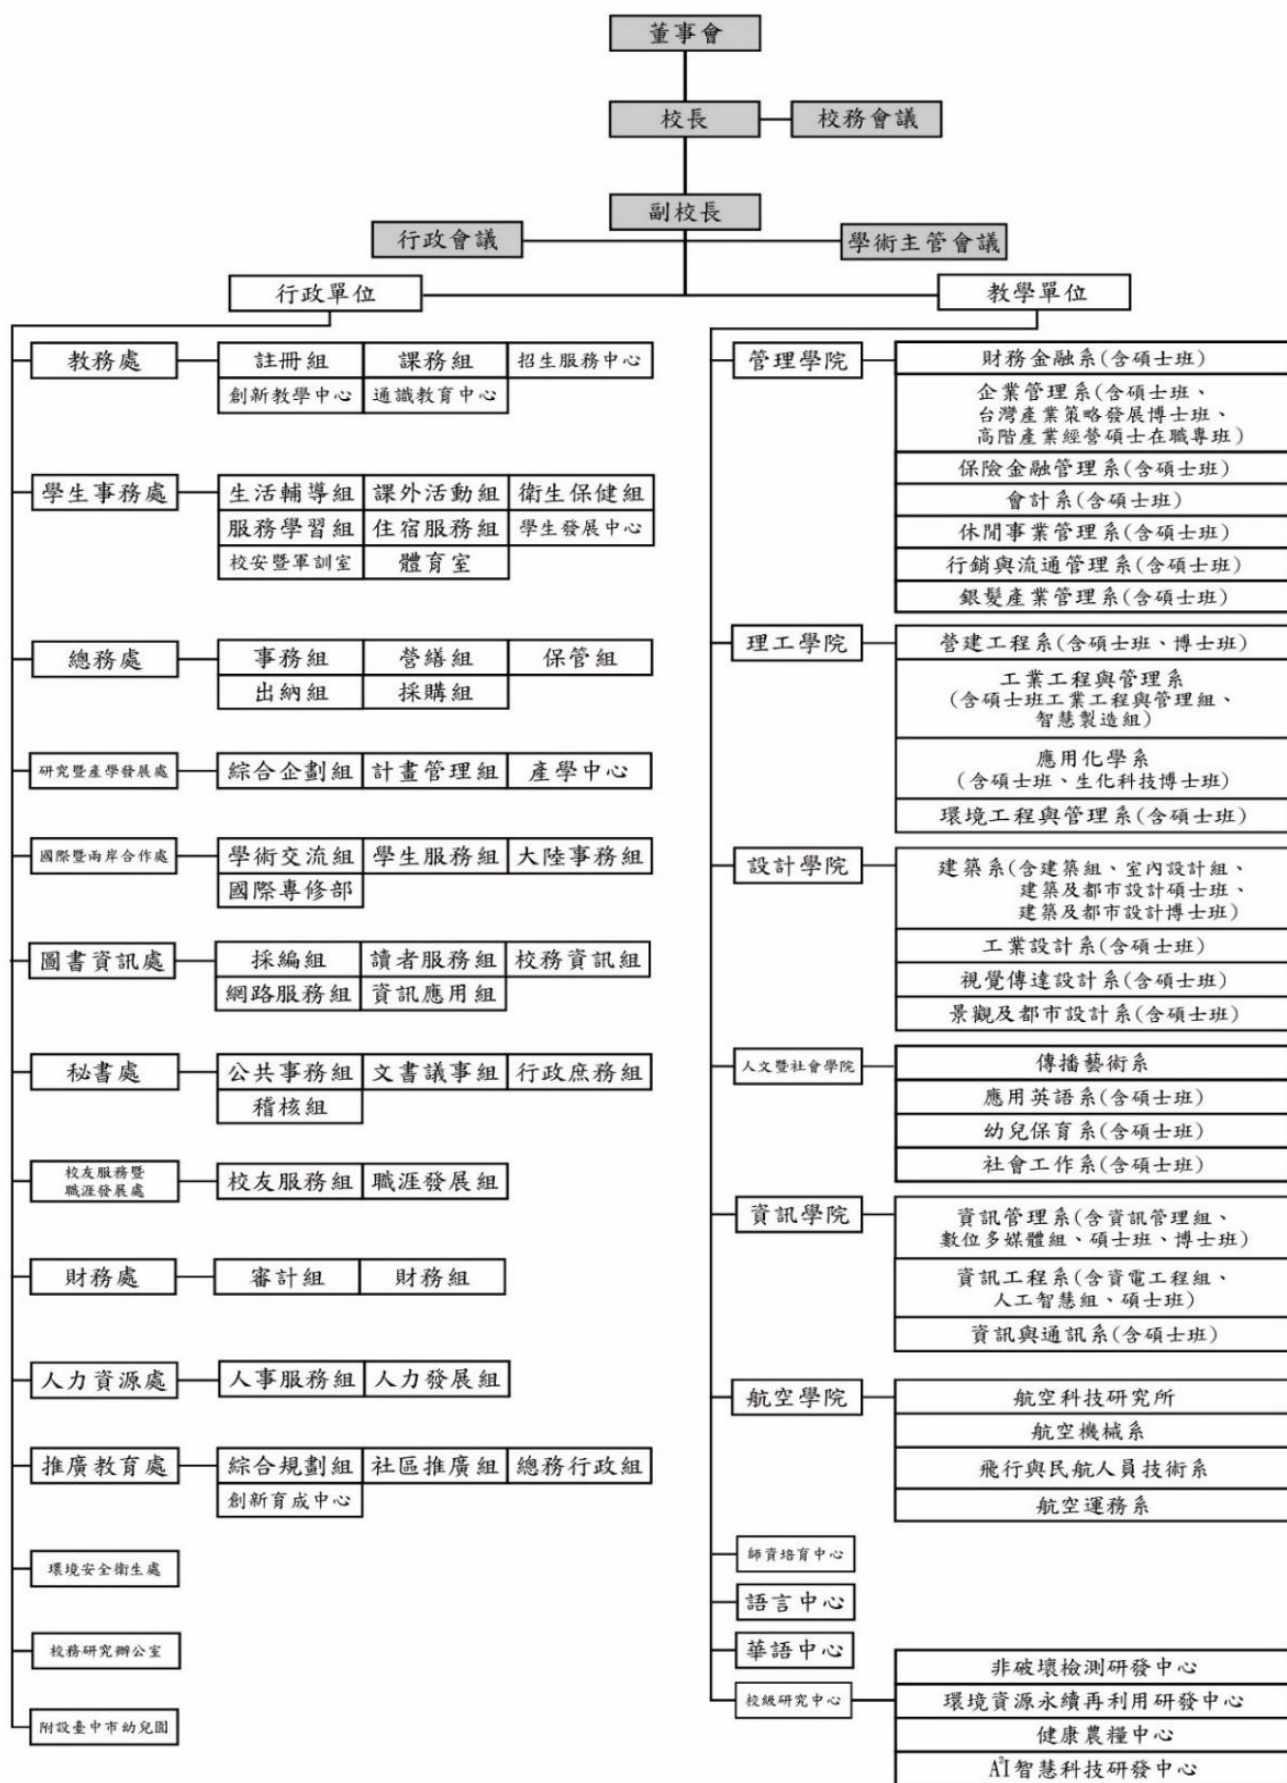 董事會
校長
校務會議
副校長
行政會議
學術主管會議
行政單位
教務處
註冊組
課務組
招生服務中心
創新教學中心
通識教育中心
學生事務處
生活輔導組
課外活動組
衛生保健組
服務學習組
住宿服務組
學生發展中心
校安暨軍訓室
體育室
總務處
事務組
營繕組
保管組
出納組
採購組
研究暨產學發展處
綜合企劃組
計畫管理組
產學中心
國際暨兩岸合作處
學術交流組
學生服務組
大陸事務組
國際專修部
圖書資訊處
採編組
讀者服務組
校務資訊組
網路服務組
資訊應用組
秘書處
公共事務組
文書議事組
行政庶務組
稽核組
校友服務暨
職涯發展處
校友服務組
職涯發展組
財務處
審計組
財務組
人力資源處
人事服務組
人力發展組
推廣教育處
綜合規劃組
社區推廣組
總務行政組
創新育成中心
環境安全衛生處
校務研究辦公室
附設臺中市幼兒園
教學單位
管理學院
財務金融系(含碩士班)
企業管理系(含碩士班、
台灣產業策略發展博士班、
高階產業經營碩士在職專班)
保險金融管理系(含碩士班)
會計系(含碩士班)
休閒事業管理系(含碩士班)
行銷與流通管理系(含碩士班)
銀髮產業管理系(含碩士班)
理工學院
營建工程系(含碩士班、博士班)
工業工程與管理系
(含碩士班工業工程與管理組、
智慧製造組)
應用化學系
(含碩士班、生化科技博士班)
環境工程與管理系(含碩士班)
設計學院
建築系(含建築組、室內設計組、
建築及都市設計碩士班、
建築及都市設計博士班)
工業設計系(含碩士班)
視覺傳達設計系(含碩士班)
景觀及都市設計系(含碩士班)
人文暨社會學院
傳播藝術系
應用英語系(含碩士班)
幼兒保育系(含碩士班)
社會工作系(含碩士班)
資訊學院
資訊管理系(含資訊管理組、
數位多媒體組、碩士班、博士班)
資訊工程系(含資電工程組、
人工智慧組、碩士班)
資訊與通訊系(含碩士班)
航空學院
航空科技研究所
航空機械系
飛行與民航人員技術系
航空運務系
師資培育中心
語言中心
華語中心
校級研究中心
非破壞檢測研發中心
環境資源永續再利用研發中心
健康農糧中心
A²I智慧科技研發中心